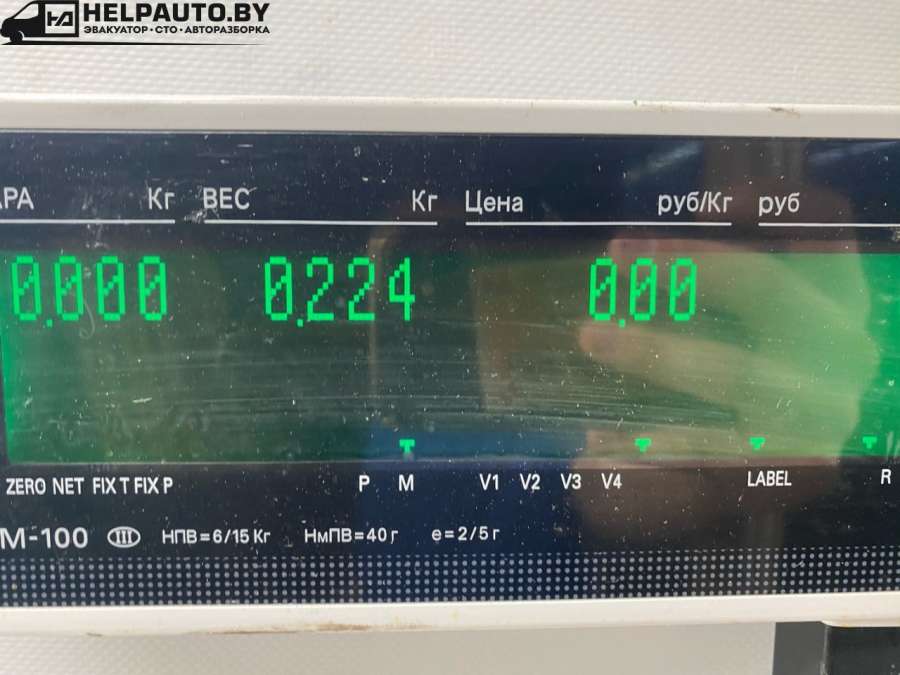 HELPAUTO.BY
ЭВАКУАТОР · СТО · АВТОРАЗБОРКА
АРА Кг ВЕС Кг Цена руб/Кг руб
0.000 0.224 0.00
ZERO NET FIX T FIX P P M V1 V2 V3 V4 LABEL R
M-100 III НПВ=6/15 Кг НмПВ=40 г e=2/5 г